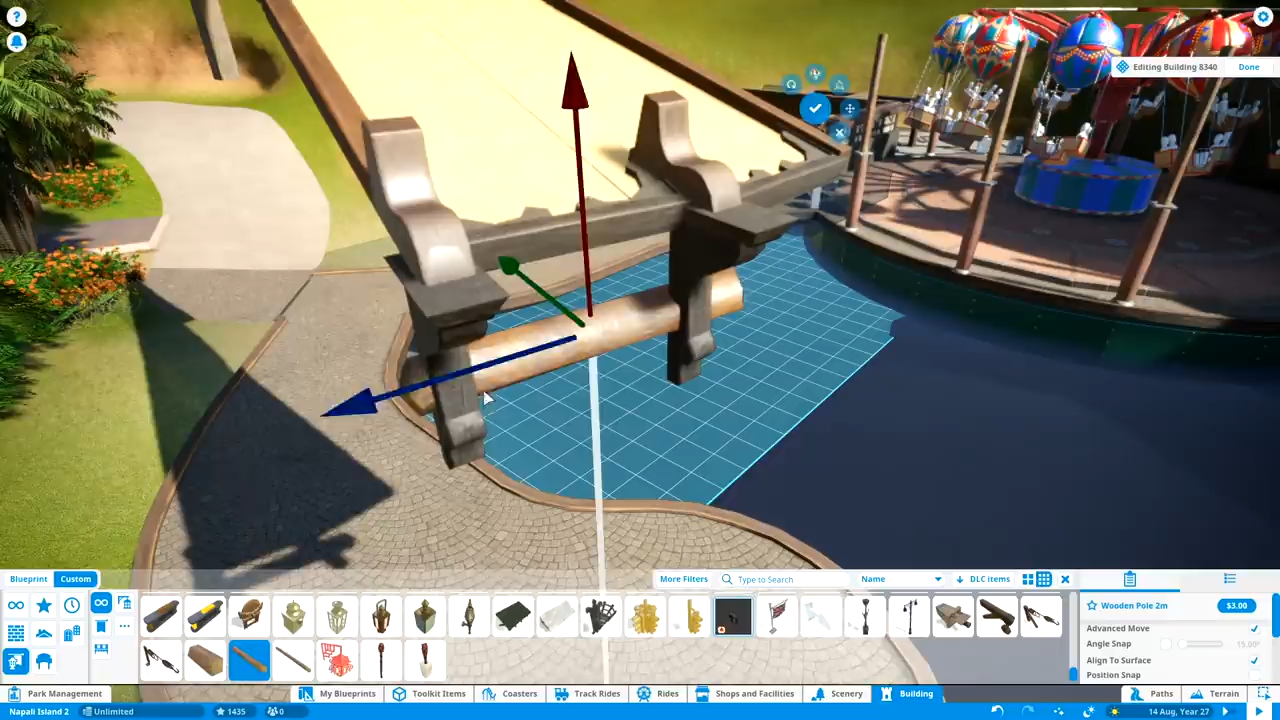 Editing Building 8340 Done
Blueprint Custom More Filters Type to Search Name DLC items
Wooden Pole 2m $3.00
Advanced Move
Angle Snap 15.00°
Align To Surface
Position Snap
Park Management My Blueprints Toolkit Items Coasters Track Rides Rides Shops and Facilities Scenery Building Paths Terrain
Napali Island 2 Unlimited 1435 0 14 Aug, Year 27